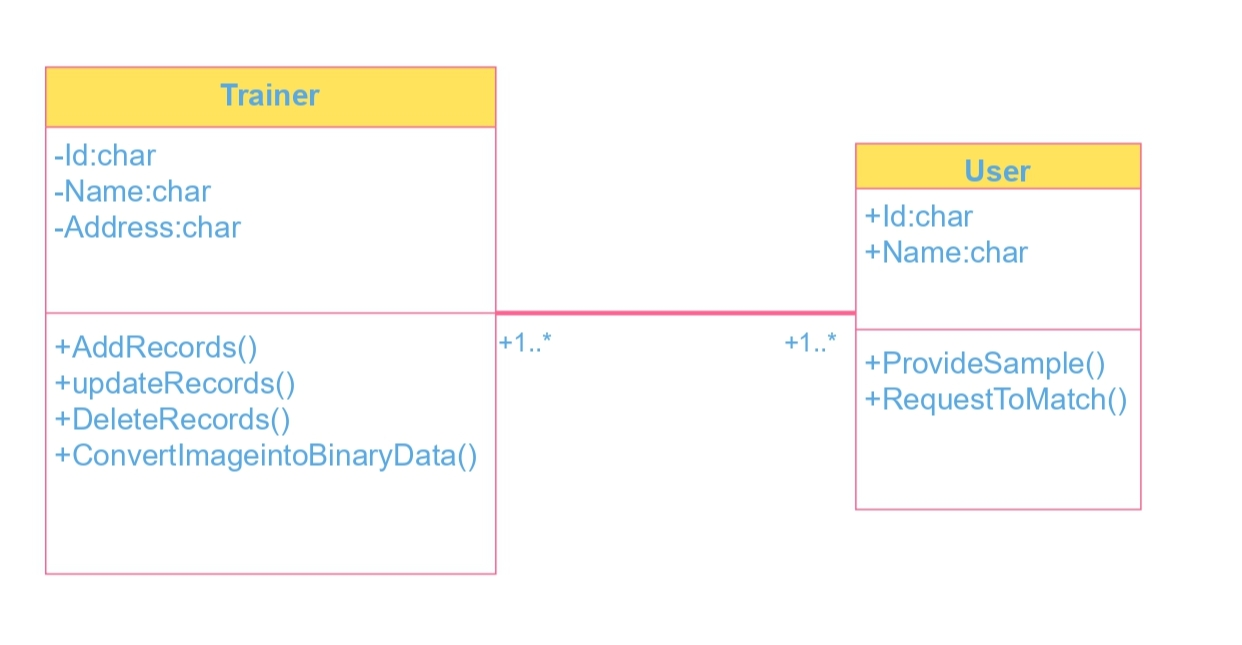 Trainer
-Id:char
-Name:char
-Address:char
+AddRecords()
+updateRecords()
+DeleteRecords()
+ConvertImageintoBinaryData()
+1..*
+1..*
User
+Id:char
+Name:char
+ProvideSample()
+RequestToMatch()